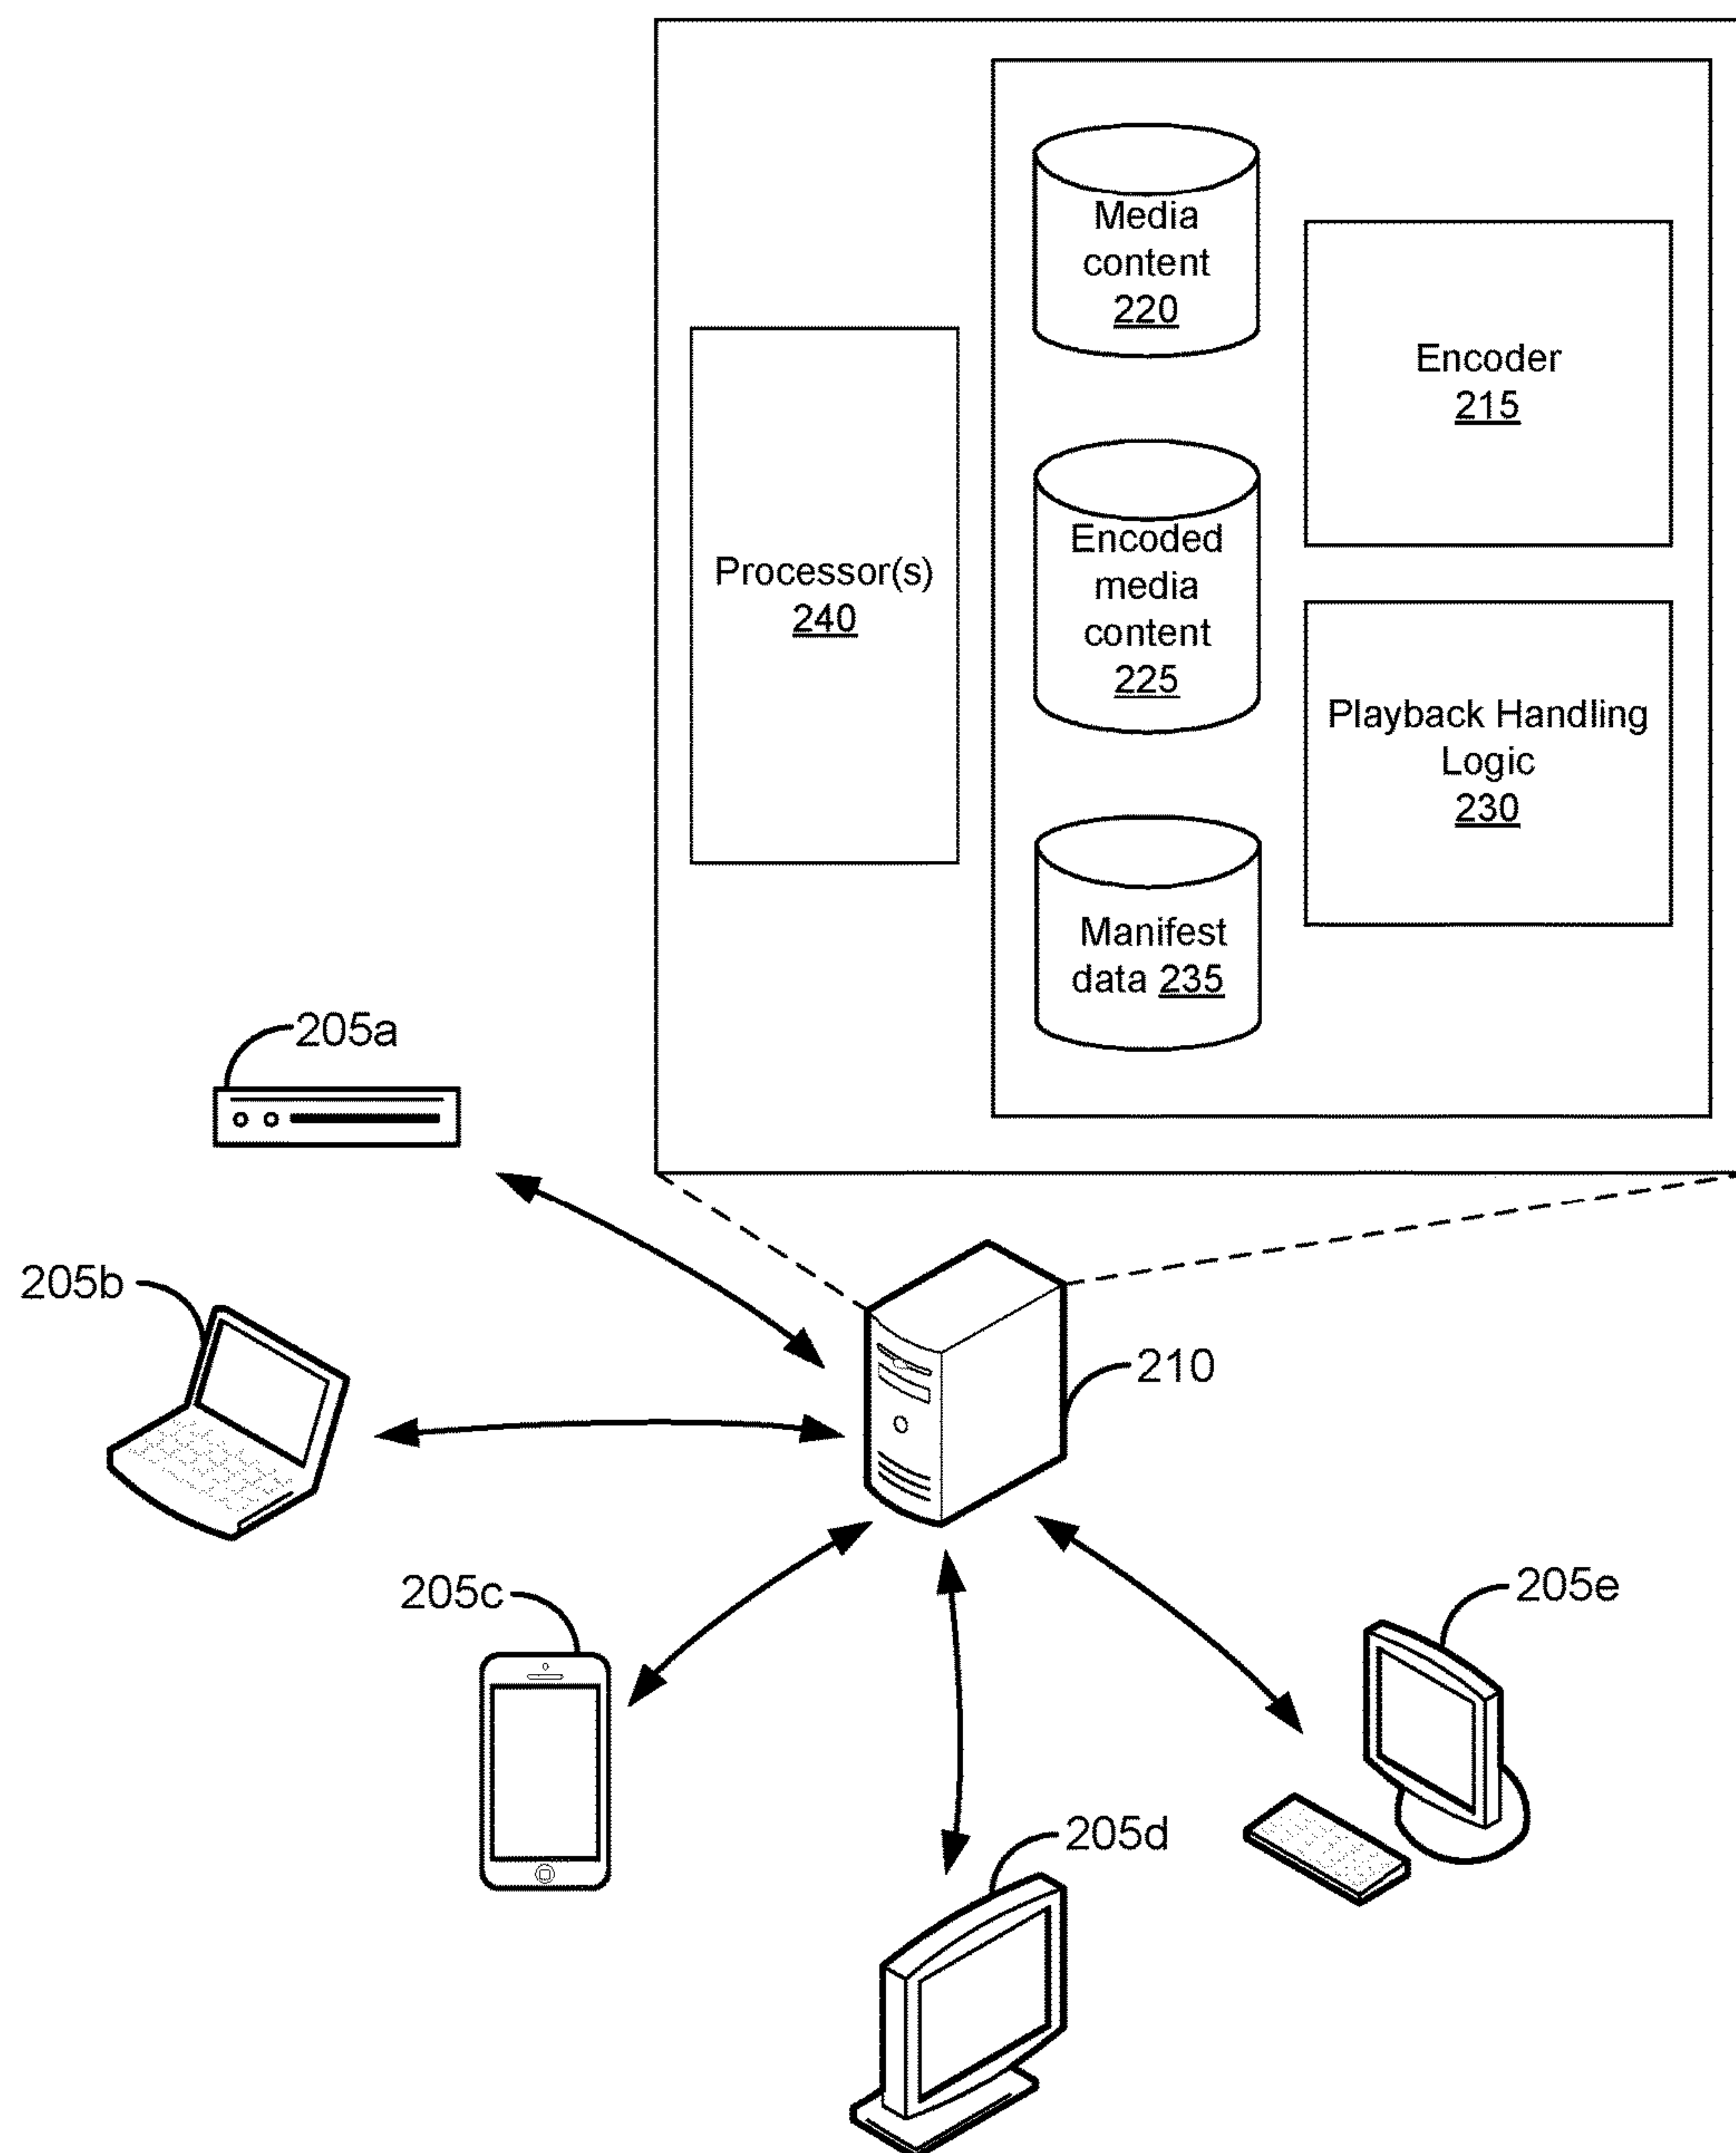 Media
content
220
Encoder
215
Encoded
media
content
225
Processor(s)
240
Playback Handling
Logic
230
Manifest
data 235
205a
205b
210
205c
205e
205d